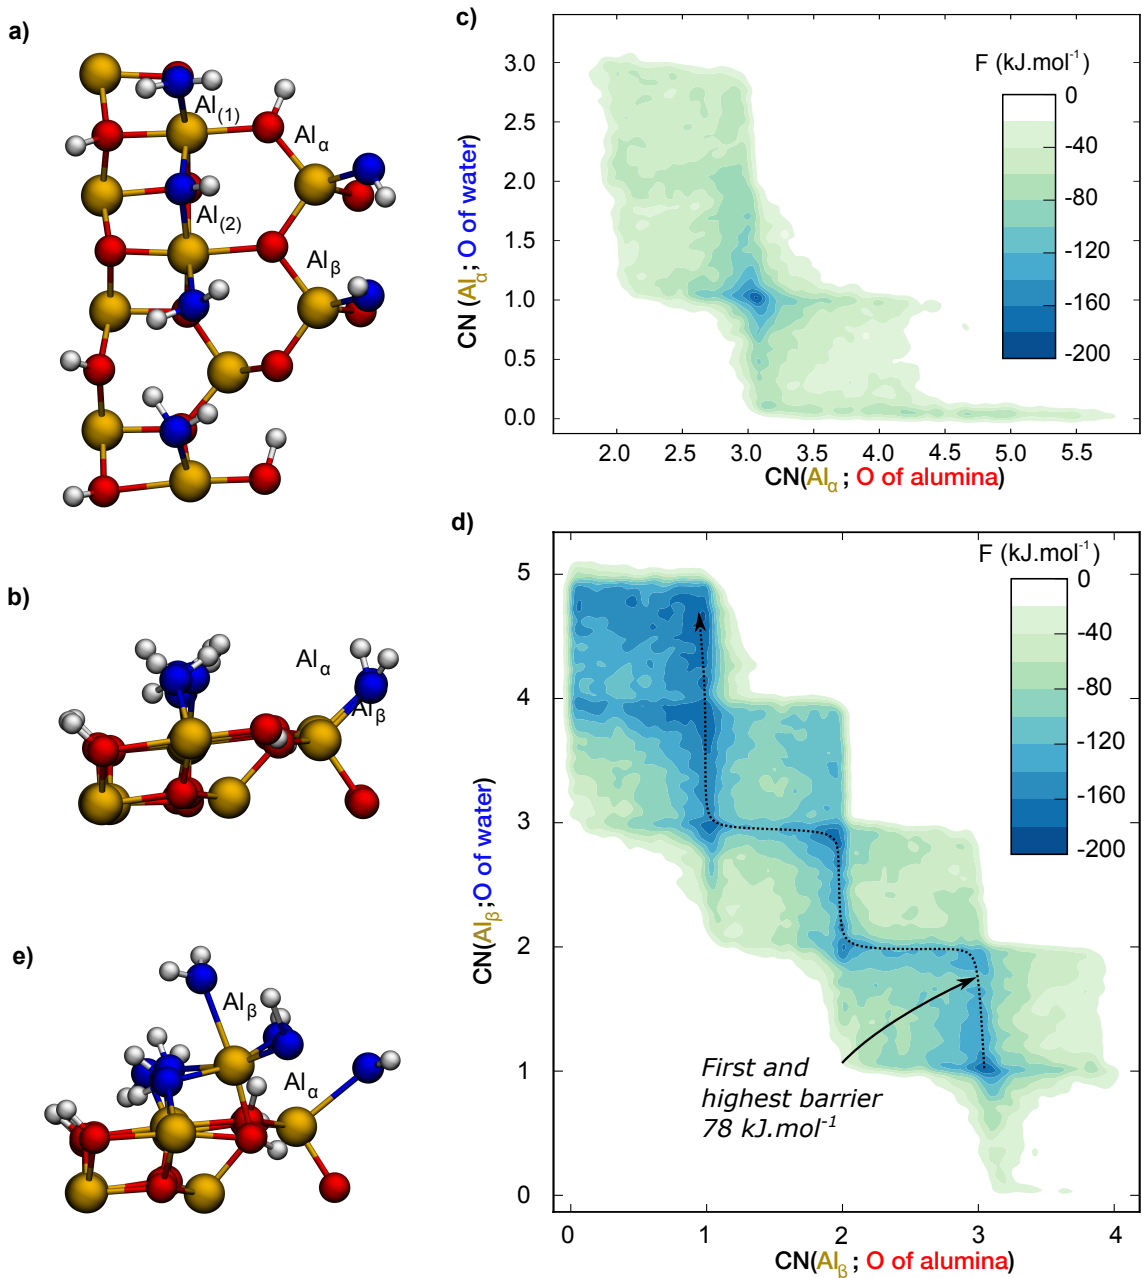 a)
Al(1)
Alα
Al(2)
Alβ
b)
Alα
Alβ
e)
Alβ
Alα
c)
F (kJ.mol-1)
0
-40
-80
-120
-160
-200
3.0
2.5
2.0
1.5
1.0
0.5
0.0
CN (Alα; O of water)
2.0
2.5
3.0
3.5
4.0
4.5
5.0
5.5
CN(Alα; O of alumina)
d)
F (kJ.mol-1)
0
-40
-80
-120
-160
-200
5
4
3
2
1
0
CN(Alβ;O of water)
First and
highest barrier
78 kJ.mol-1
0
1
2
3
4
CN(Alβ; O of alumina)